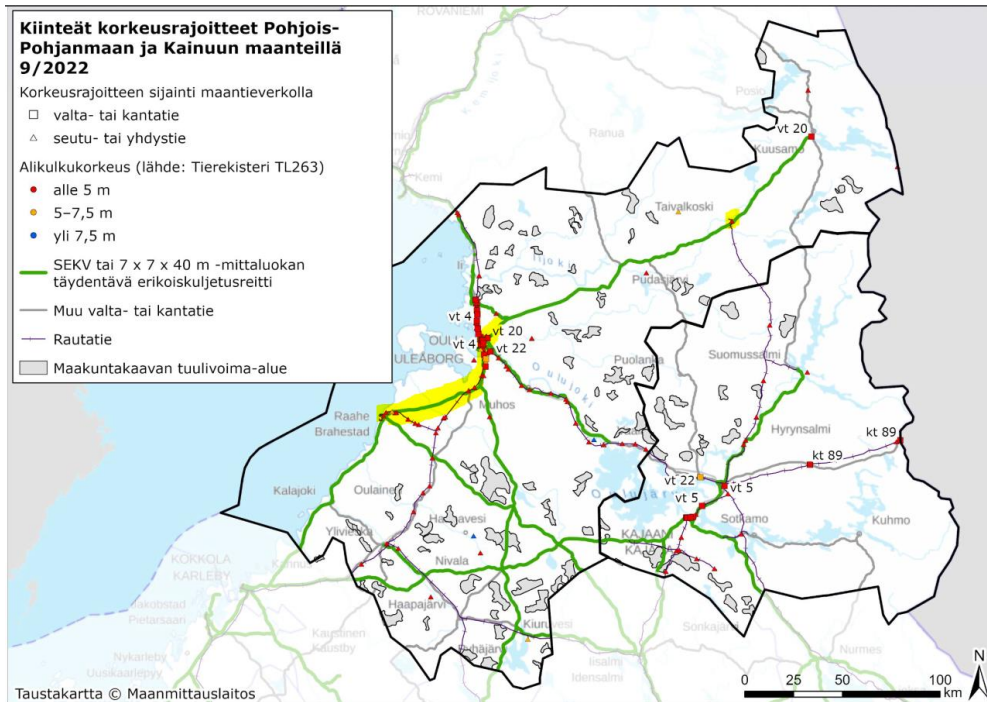 Kiinteät korkeusrajoitteet Pohjois-
Pohjanmaan ja Kainuun maanteillä
9/2022
Korkeusrajoitteen sijainti maantieverkolla
valta- tai kantatie
seutu- tai yhdystie
Alikulkukorkeus (lähde: Tierekisteri TL263)
alle 5 m
5–7,5 m
yli 7,5 m
SEKV tai 7 x 7 x 40 m -mittaluokan
täydentävä erikoiskuljetusreitti
Muu valta- tai kantatie
Rautatie
Maakuntakaavan tuulivoima-alue
ROVANIEMI
Posio
Ranua
vt 20
Kuusamo
Kemi
Taivalkoski
Ii
Iijoki
Pudasjärvi
vt 4
vt 20
OULU
vt 4
ULEÅBORG
vt 22
Puolanka
Suomussalmi
Oulujoki
Muhos
Raahe
Brahestad
Hyrynsalmi
kt 89
kt 89
vt 22
vt 5
Kalajoki
Oulainen
vt 5
Sotkamo
Kuhmo
Ylivieska
Haapavesi
KAJAANI
KOKKOLA
KARLEBY
Nivala
Jakobstad
Pietarsaari
Haapajärvi
Kiuruvesi
Kaustinen
Kaustby
Sonkajärvi
Pyhäjärvi
Nykarleby
Uusikaarlepyy
Iisalmi
Idensalmi
Nurmes
N
0 50 100
km
Taustakartta © Maanmittauslaitos